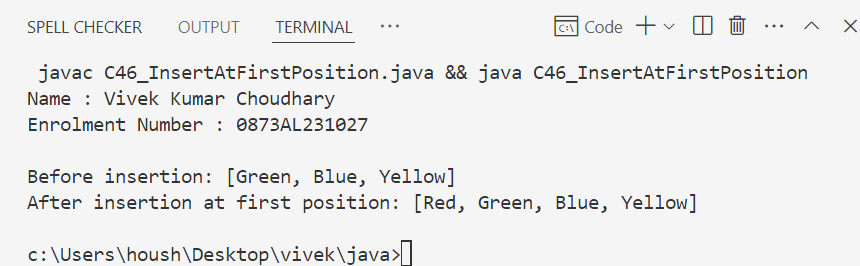 SPELL CHECKER OUTPUT TERMINAL ··· Code
javac C46_InsertAtFirstPosition.java && java C46_InsertAtFirstPosition
Name : Vivek Kumar Choudhary
Enrolment Number : 0873AL231027
Before insertion: [Green, Blue, Yellow]
After insertion at first position: [Red, Green, Blue, Yellow]
c:\Users\housh\Desktop\vivek\java>